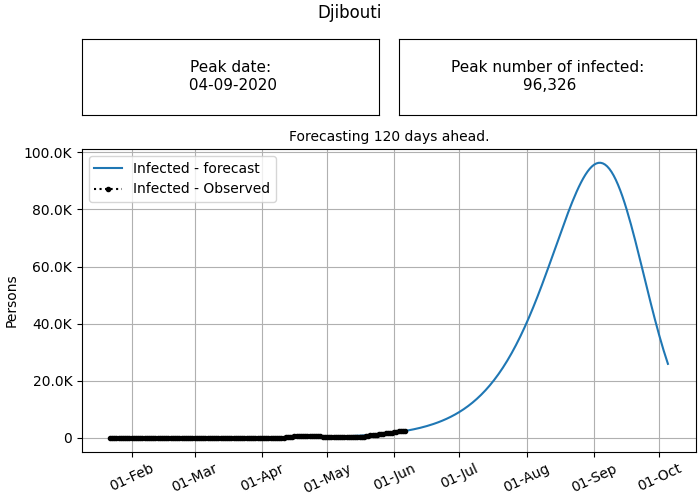 Djibouti
Peak date:
04-09-2020
Peak number of infected:
96,326
Forecasting 120 days ahead.
100.0K
80.0K
60.0K
40.0K
20.0K
0
Persons
Infected - forecast
Infected - Observed
01-Feb
01-Mar
01-Apr
01-May
01-Jun
01-Jul
01-Aug
01-Sep
01-Oct